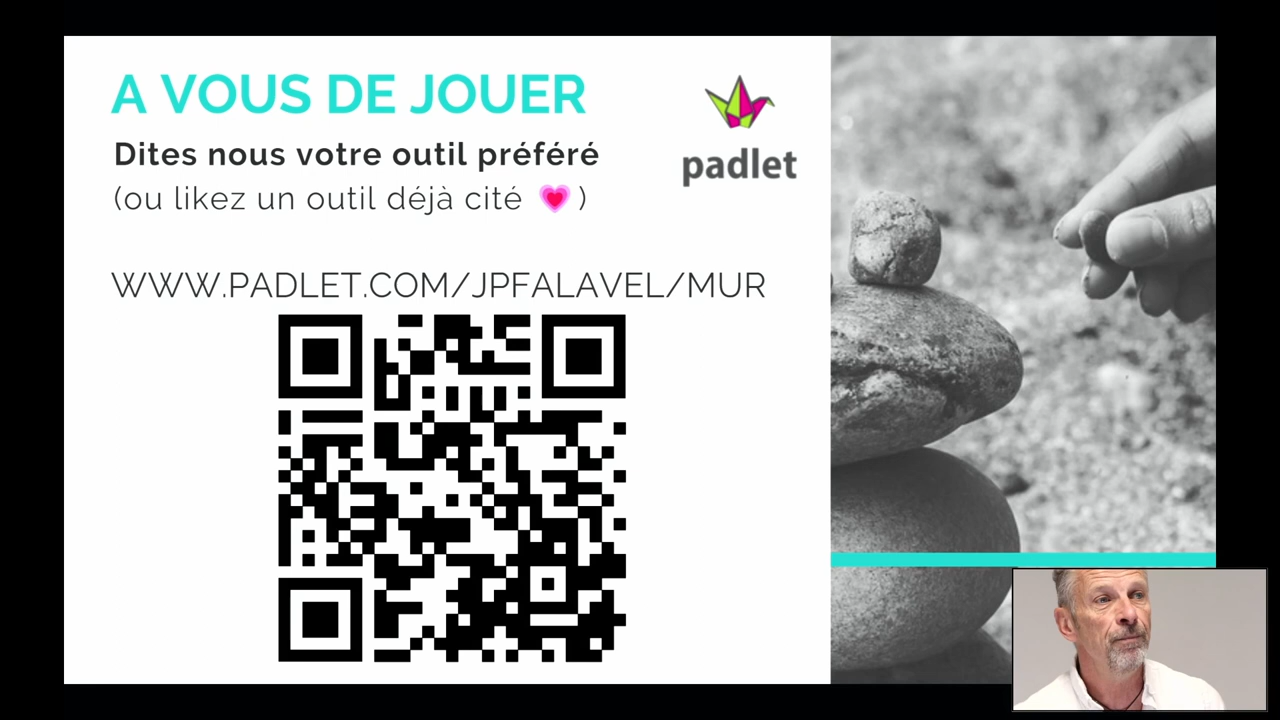 A VOUS DE JOUER
padlet
Dites nous votre outil préféré
(ou likez un outil déjà cité 💗 )
WWW.PADLET.COM/JPFALAVEL/MUR